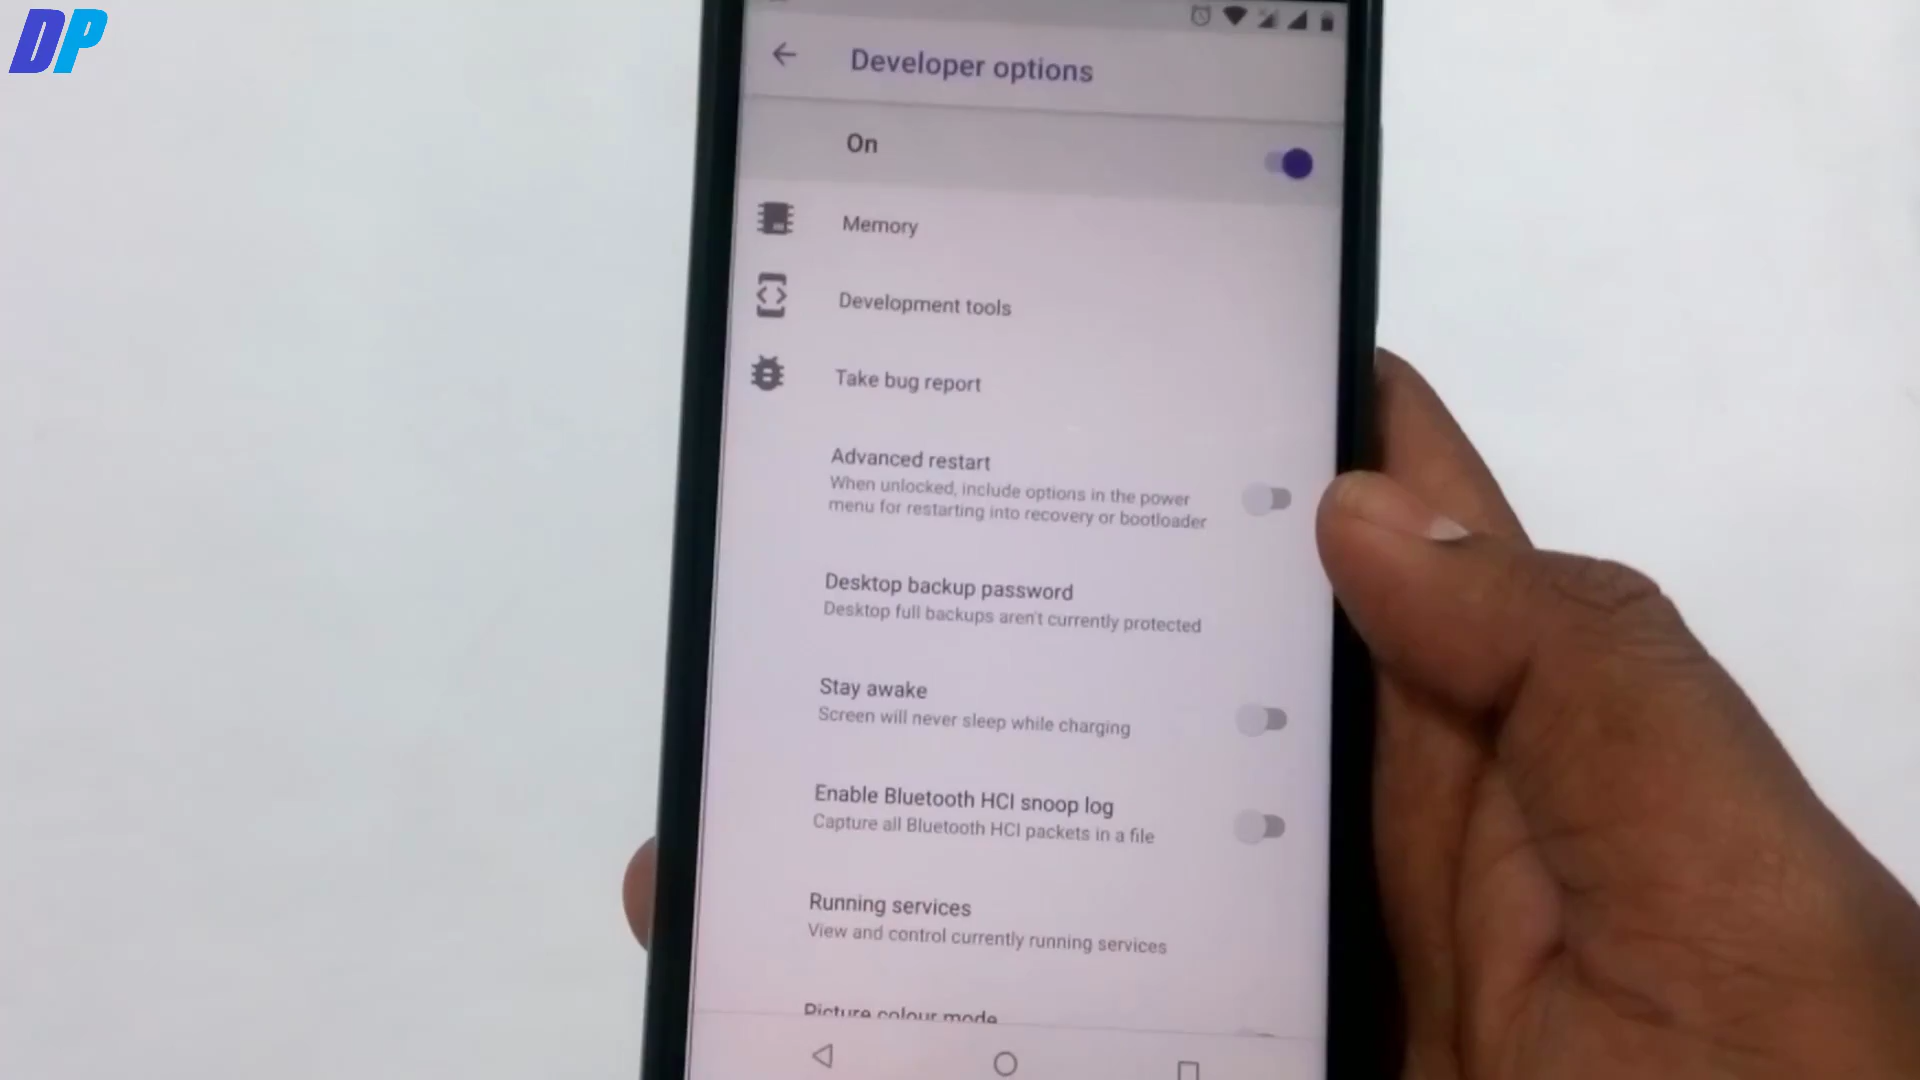 DP
Developer options
On
Memory
Development tools
Take bug report
Advanced restart
When unlocked, include options in the power
menu for restarting into recovery or bootloader
Desktop backup password
Desktop full backups aren't currently protected
Stay awake
Screen will never sleep while charging
Enable Bluetooth HCI snoop log
Capture all Bluetooth HCI packets in a file
Running services
View and control currently running services
Picture colour mode